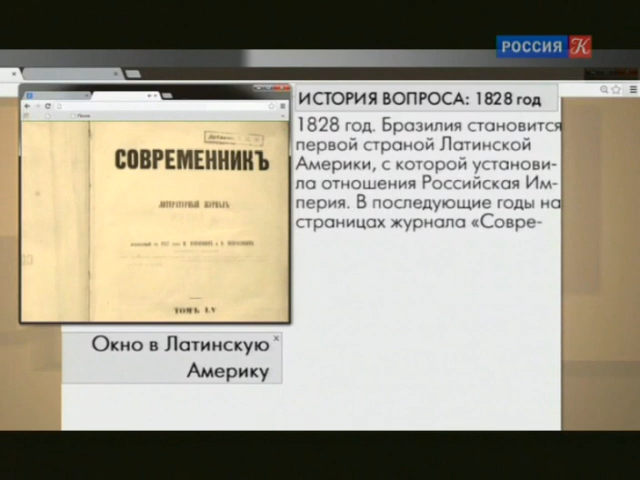 РОССИЯ К
ИСТОРИЯ ВОПРОСА: 1828 год
1828 год. Бразилия становится
первой страной Латинской
Америки, с которой установи-
ла отношения Российская Им-
перия. В последующие годы на
страницах журнала «Совре-
СОВРЕМЕННИКЪ
ЛИТЕРАТУРНЫЙ ЖУРНАЛЪ
ТОМЪ LV
Окно в Латинскую
Америку